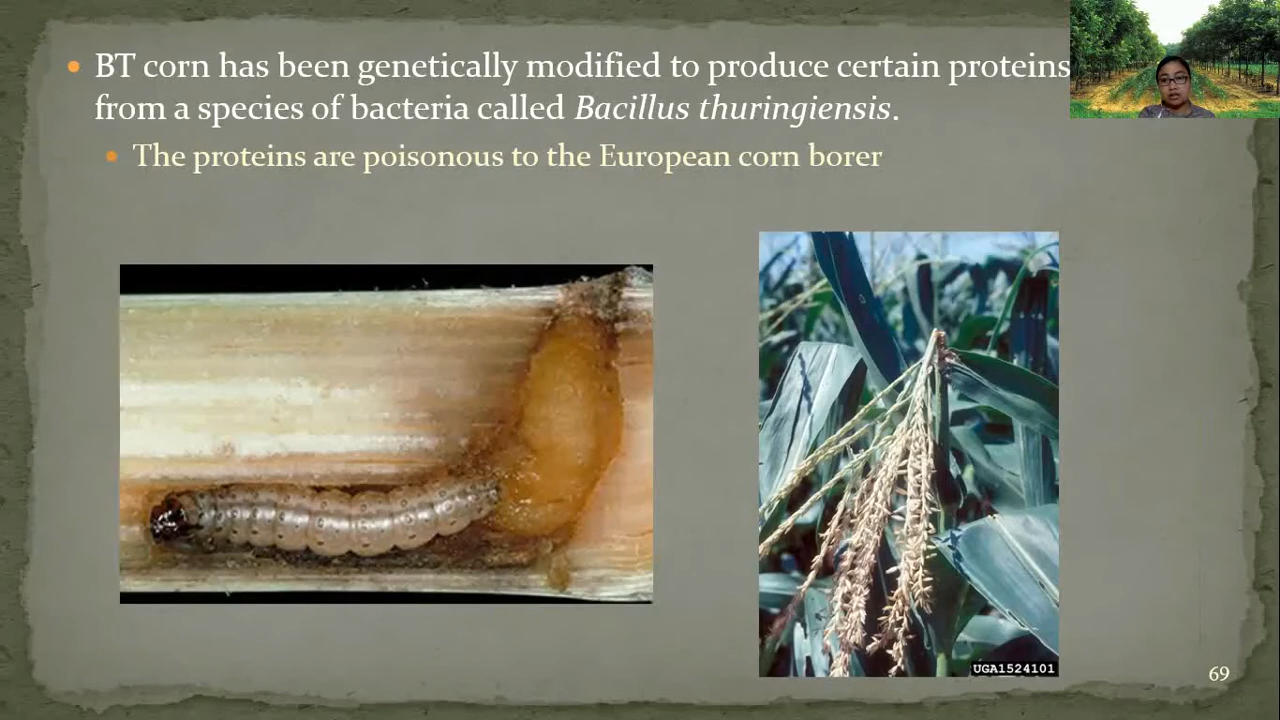 BT corn has been genetically modified to produce certain proteins
from a species of bacteria called Bacillus thuringiensis.
The proteins are poisonous to the European corn borer
UGA1524101
69